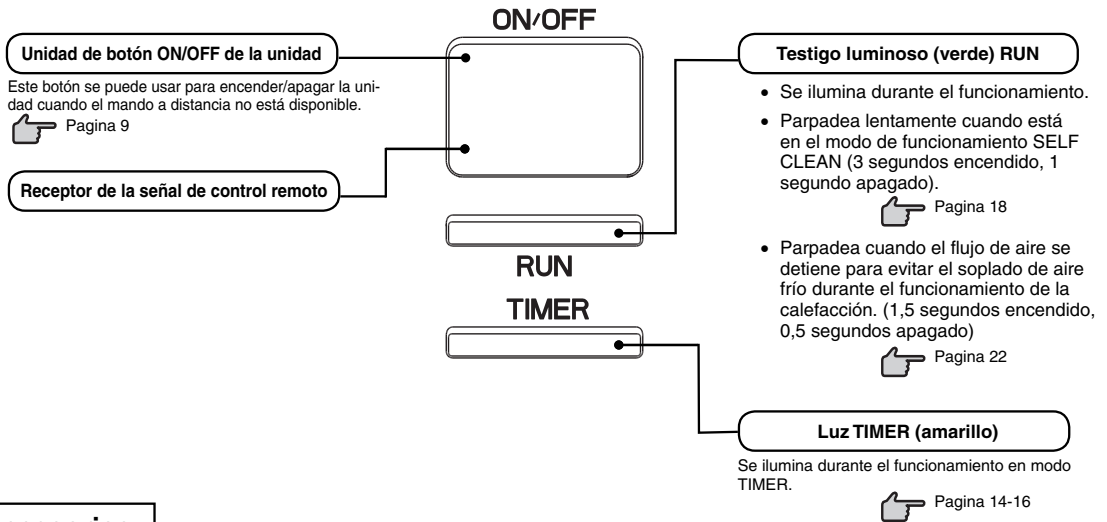 ON/OFF
Unidad de botón ON/OFF de la unidad
Este botón se puede usar para encender/apagar la uni-
dad cuando el mando a distancia no está disponible.
Pagina 9
Receptor de la señal de control remoto
RUN
TIMER
Testigo luminoso (verde) RUN
• Se ilumina durante el funcionamiento.
• Parpadea lentamente cuando está
en el modo de funcionamiento SELF
CLEAN (3 segundos encendido, 1
segundo apagado).
Pagina 18
• Parpadea cuando el flujo de aire se
detiene para evitar el soplado de aire
frío durante el funcionamiento de la
calefacción. (1,5 segundos encendido,
0,5 segundos apagado)
Pagina 22
Luz TIMER (amarillo)
Se ilumina durante el funcionamiento en modo
TIMER.
Pagina 14-16